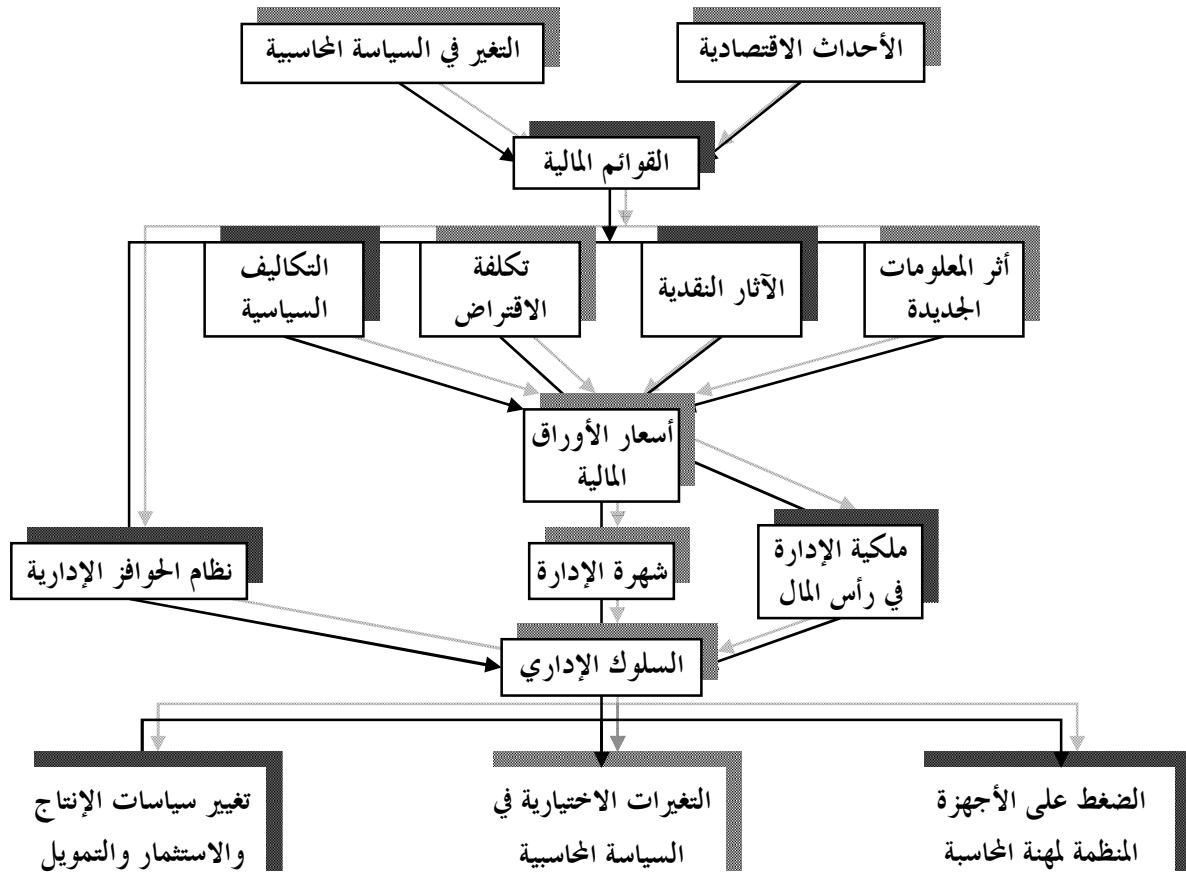 الأحداث الاقتصادية
التغير في السياسة المحاسبية
القوائم المالية
أثر المعلومات
الجديدة
الآثار النقدية
تكلفة
الاقتراض
التكاليف
السياسية
أسعار الأوراق
المالية
ملكية الإدارة
في رأس المال
شهرة الإدارة
نظام الحوافز الإدارية
السلوك الإداري
الضغط على الأجهزة
المنظمة لمهنة المحاسبة
التغيرات الاختيارية في
السياسة المحاسبية
تغيير سياسات الإنتاج
والاستثمار والتمويل